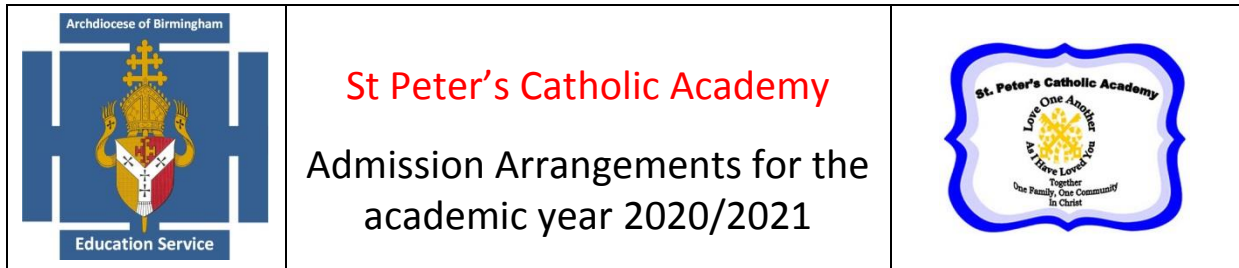 Archdiocese of Birmingham
Education Service
St Peter’s Catholic Academy
Admission Arrangements for the
academic year 2020/2021
St. Peter's Catholic Academy
Love One Another
As I Have Loved You
Together
One Family, One Community
In Christ